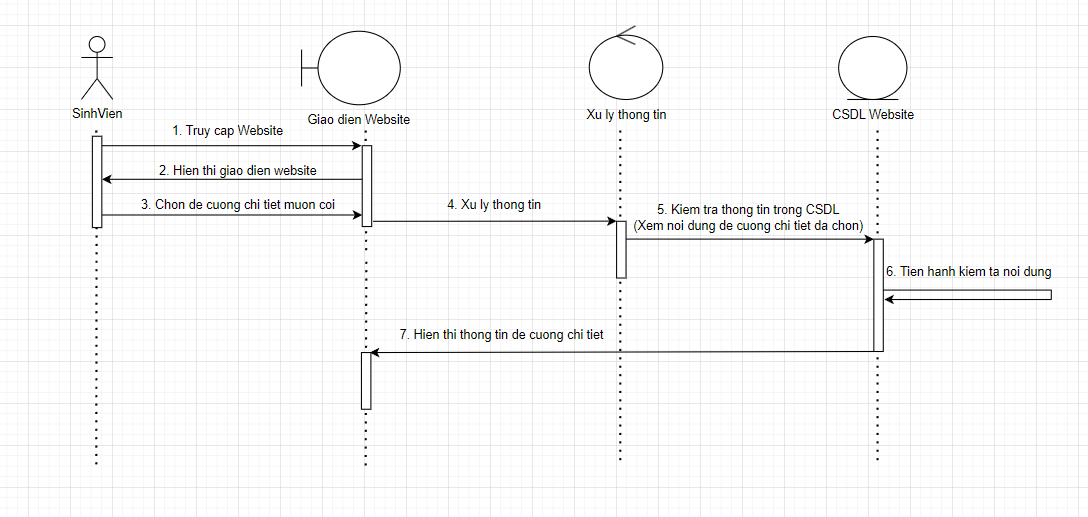 SinhVien
Giao dien Website
Xu ly thong tin
CSDL Website
1. Truy cap Website
2. Hien thi giao dien website
3. Chon de cuong chi tiet muon coi
4. Xu ly thong tin
5. Kiem tra thong tin trong CSDL
(Xem noi dung de cuong chi tiet da chon)
6. Tien hanh kiem ta noi dung
7. Hien thi thong tin de cuong chi tiet